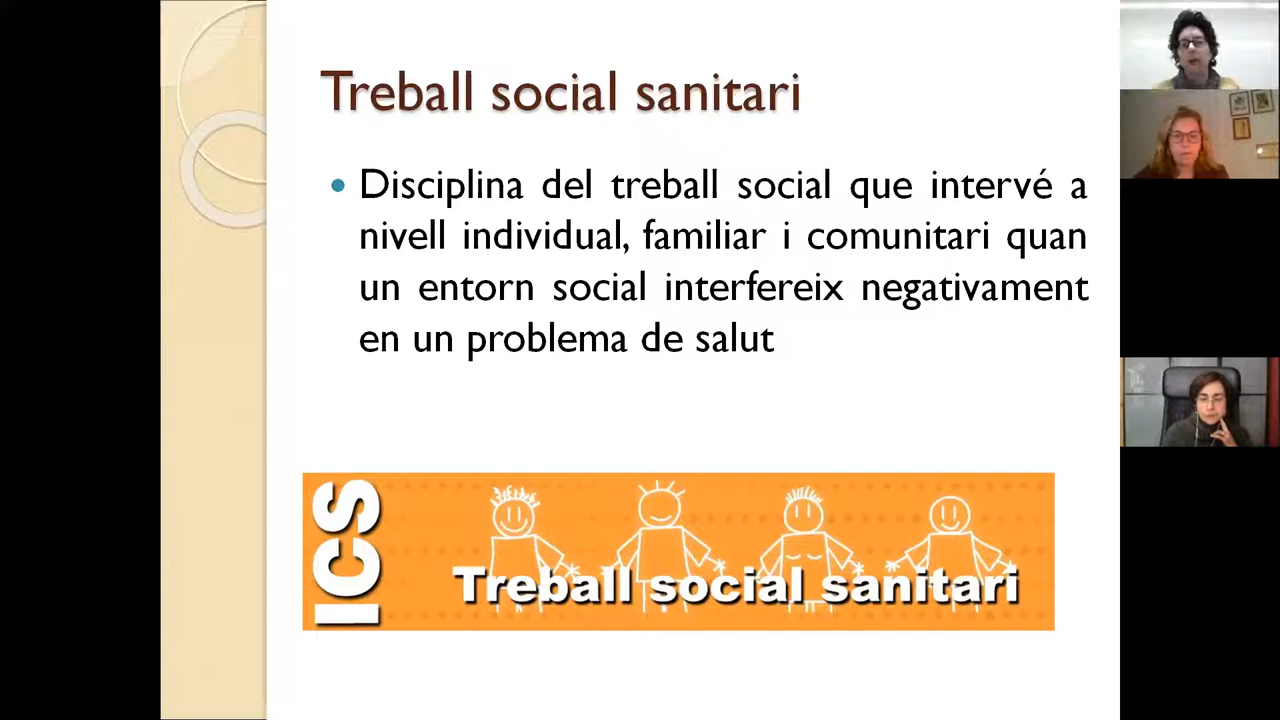 Treball social sanitari
Disciplina del treball social que intervé a
nivell individual, familiar i comunitari quan
un entorn social interfereix negativament
en un problema de salut
ICS
Treball social sanitari